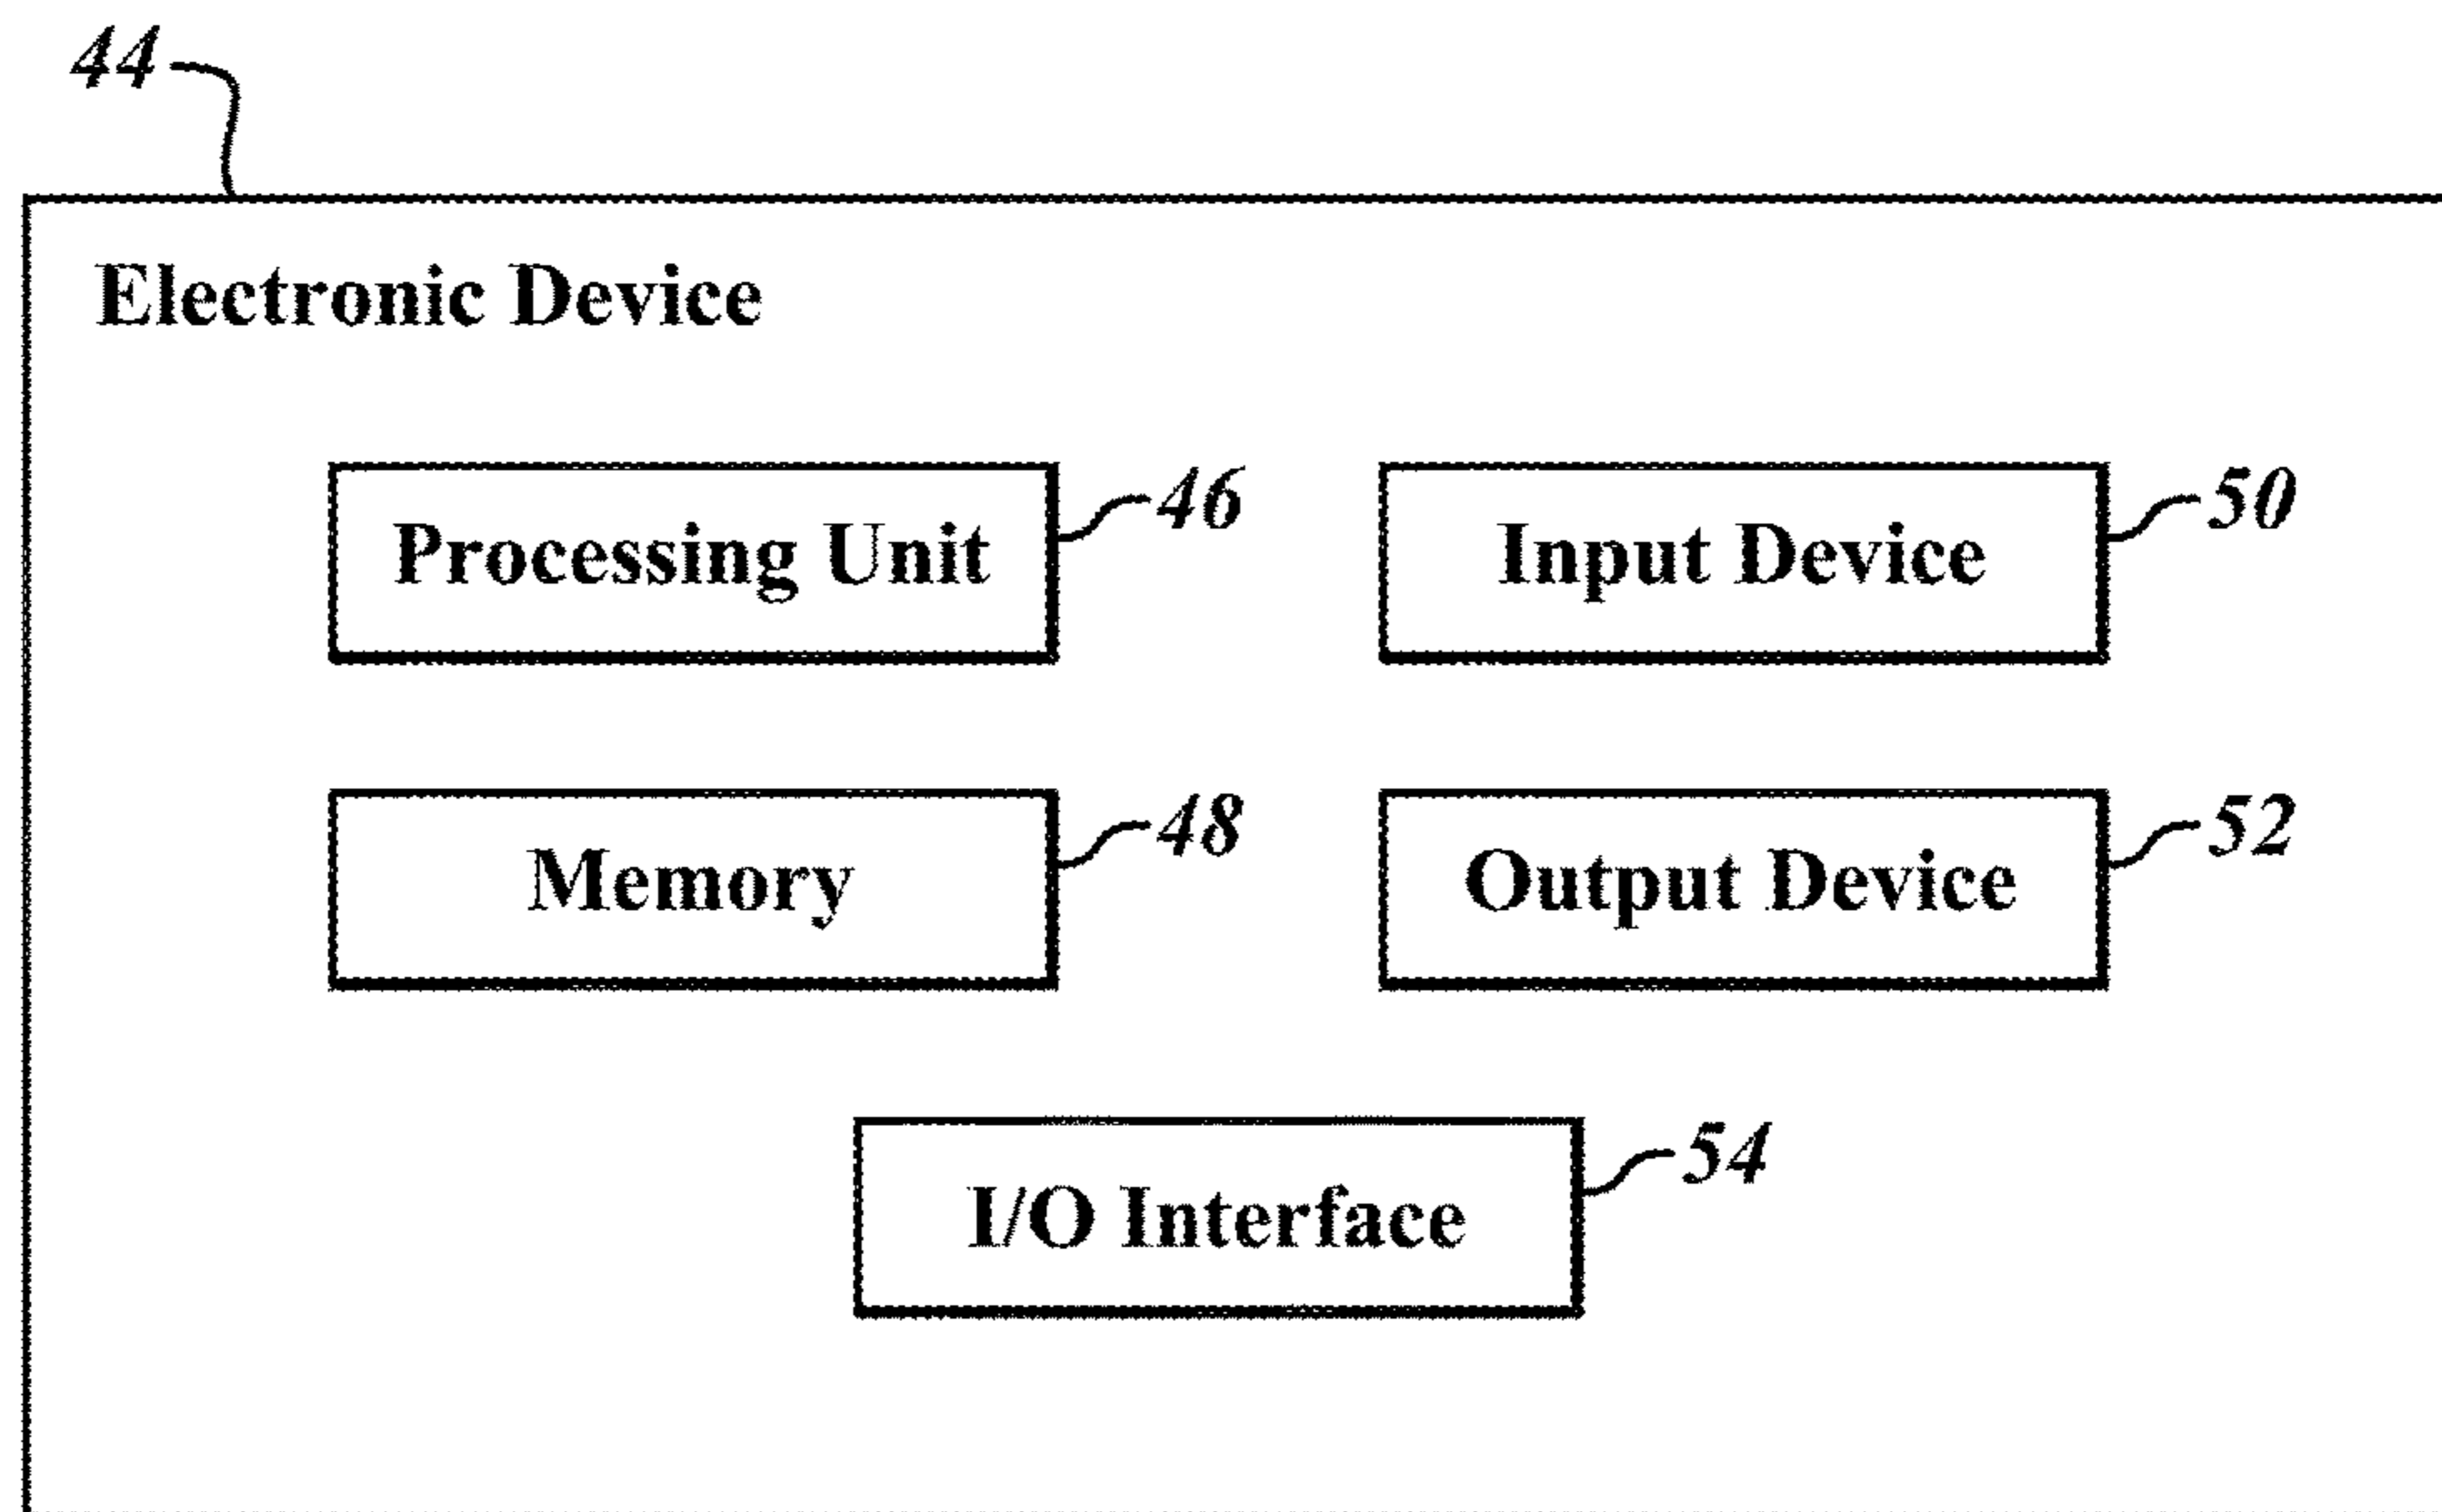 44
Electronic Device
Processing Unit 46
Input Device 50
Memory 48
Output Device 52
I/O Interface 54